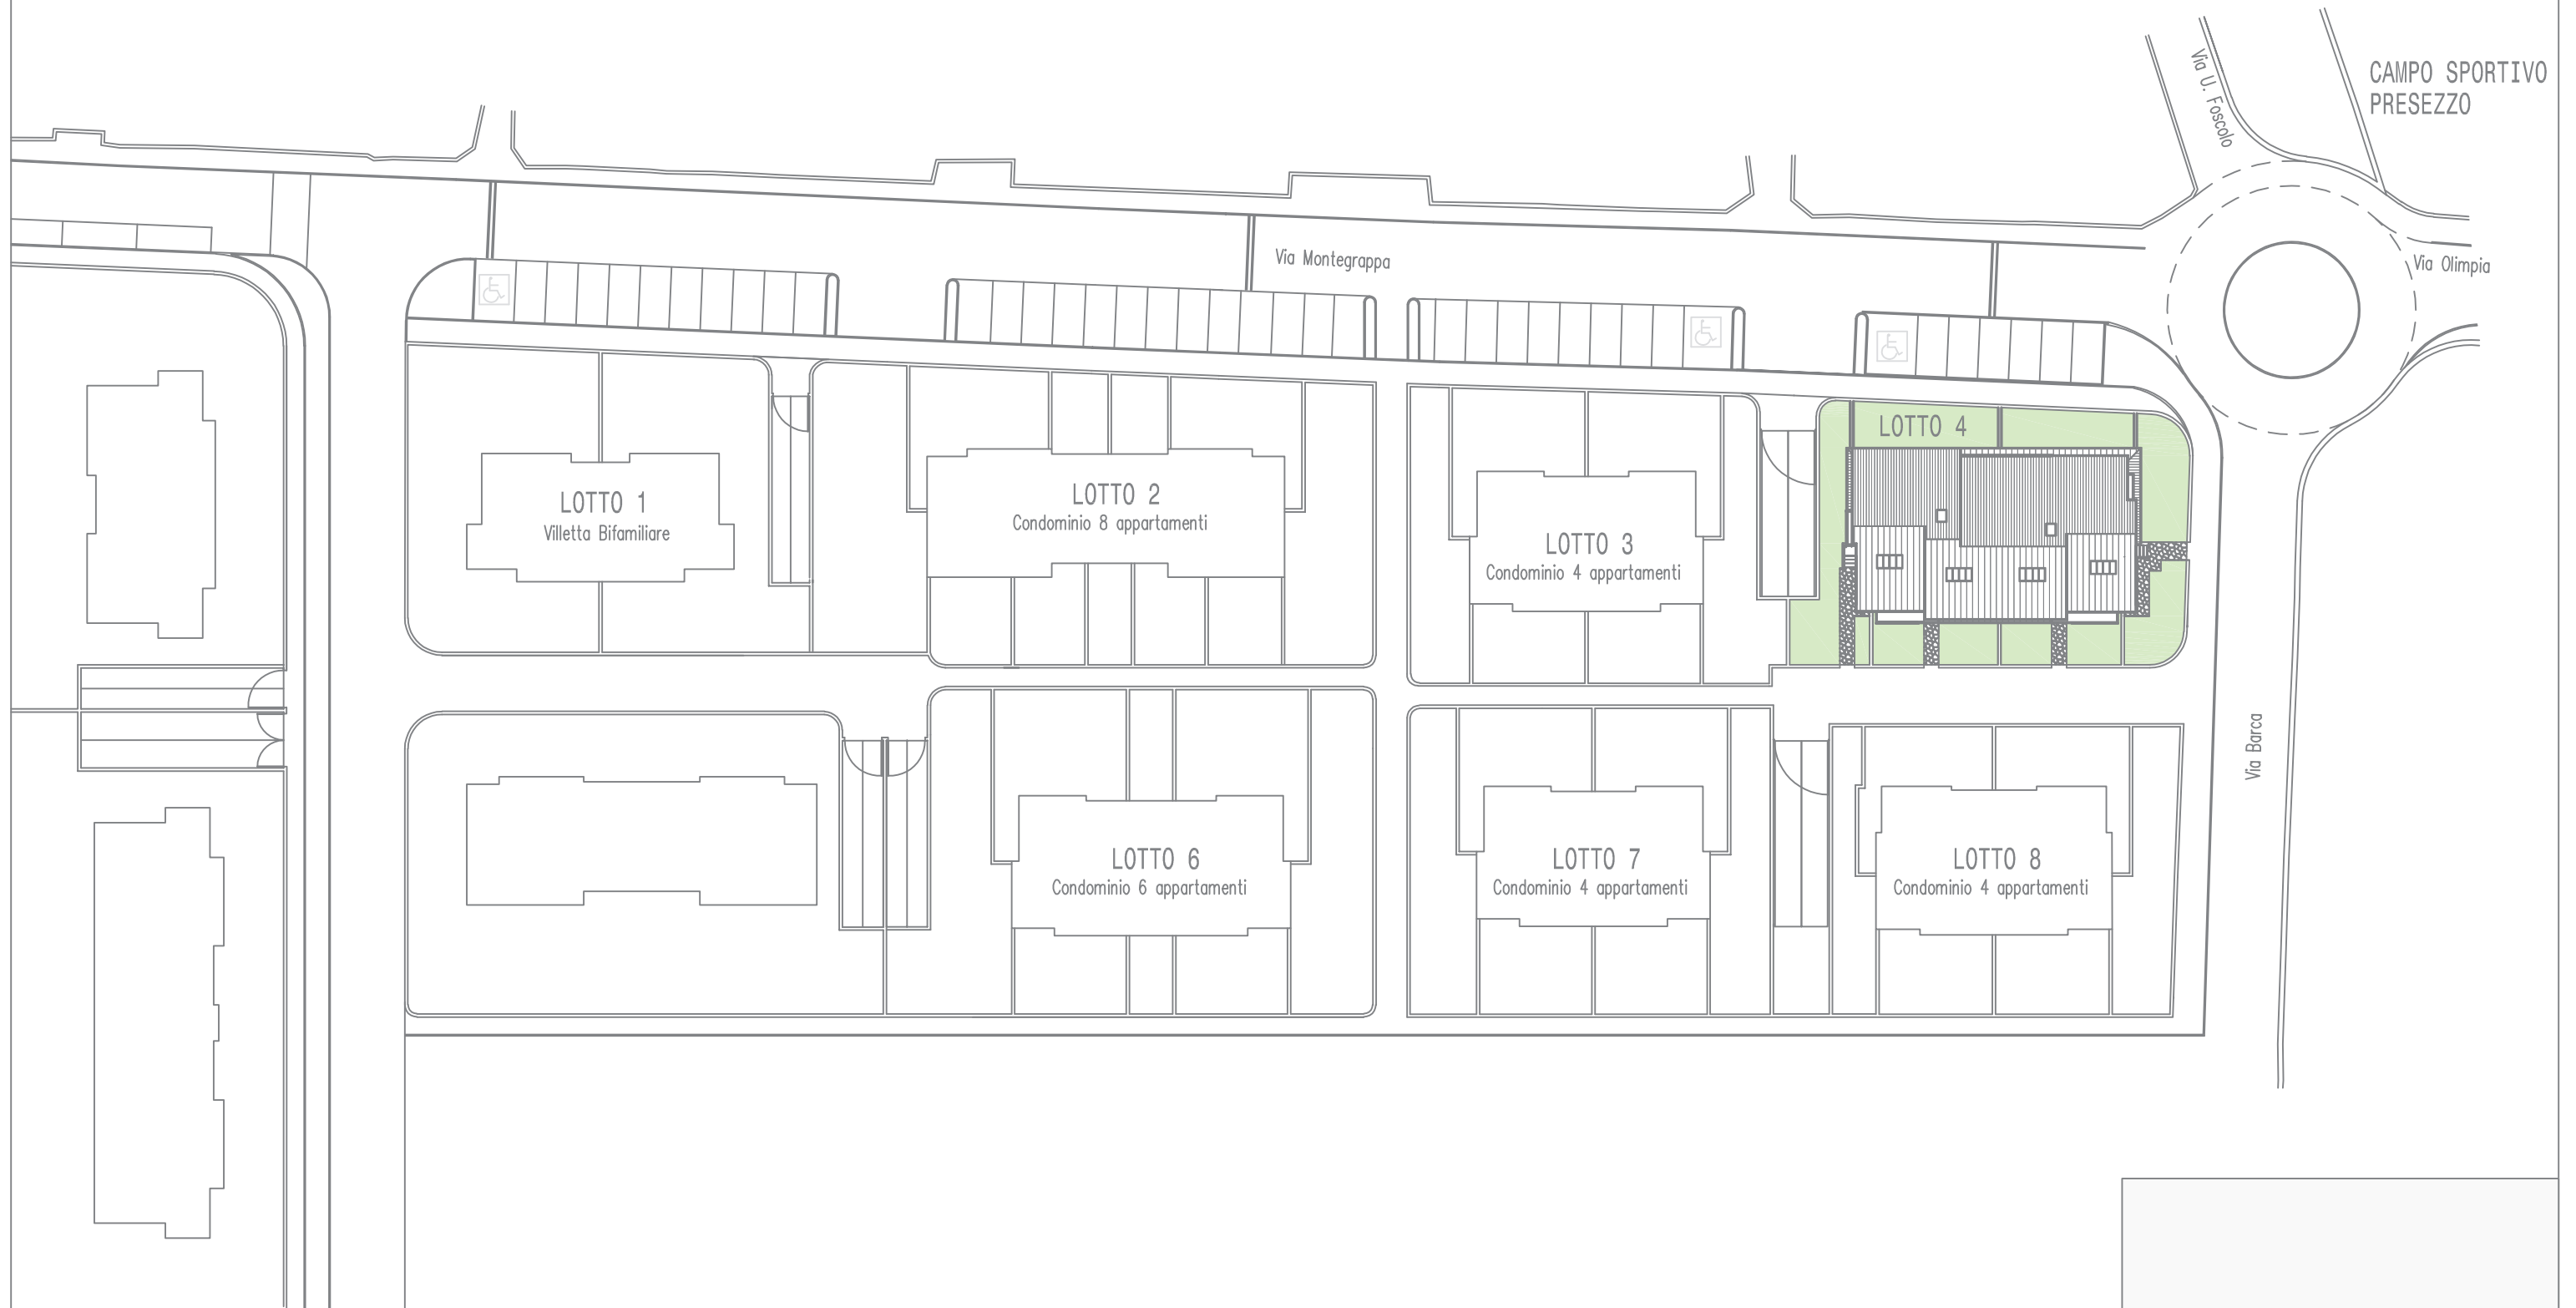 CAMPO SPORTIVO
PRESEZZO
Via U. Foscolo
Via Montegrappa
Via Olimpia
LOTTO 4
LOTTO 1
Villetta Bifamiliare
LOTTO 2
Condominio 8 appartamenti
LOTTO 3
Condominio 4 appartamenti
Via Barca
LOTTO 6
Condominio 6 appartamenti
LOTTO 7
Condominio 4 appartamenti
LOTTO 8
Condominio 4 appartamenti